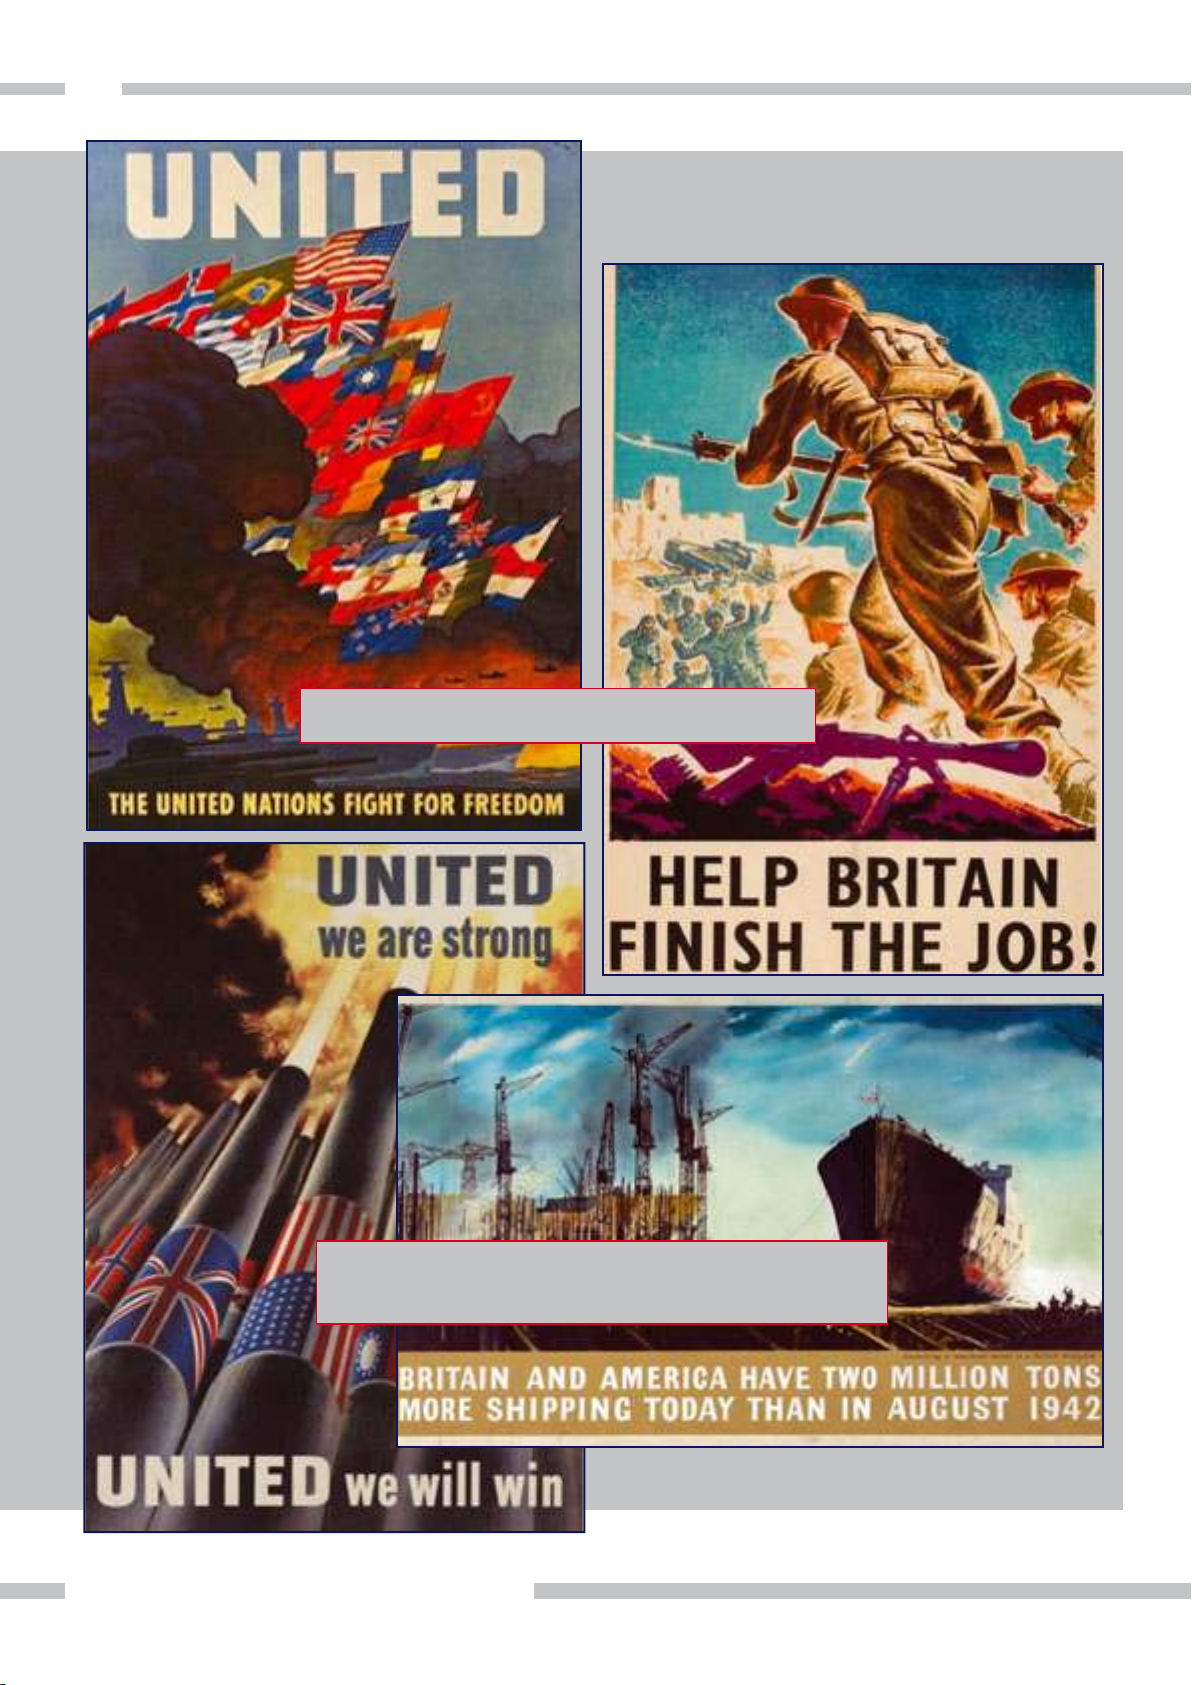 UNITED
THE UNITED NATIONS FIGHT FOR FREEDOM
HELP BRITAIN
FINISH THE JOB!
UNITED
we are strong
UNITED we will win
BRITAIN AND AMERICA HAVE TWO MILLION TONS
MORE SHIPPING TODAY THAN IN AUGUST 1942